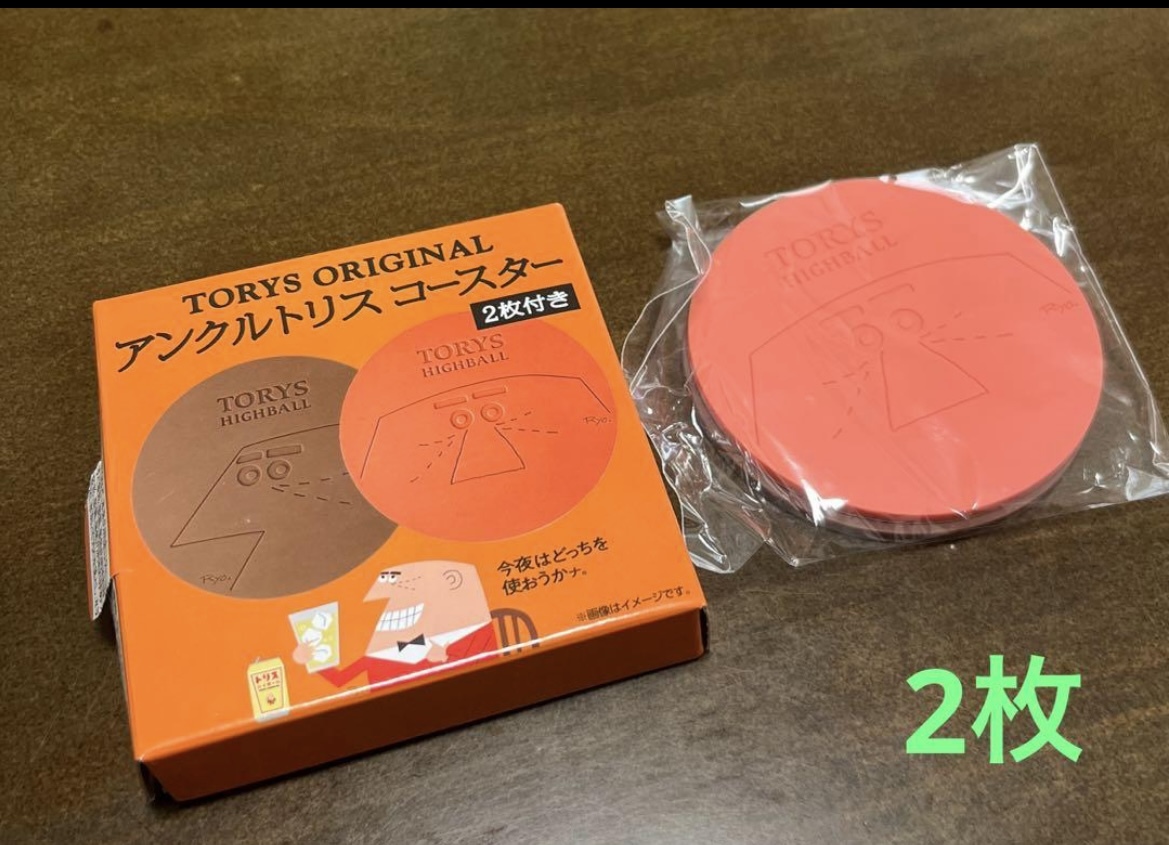 TORYS ORIGINAL
アンクルトリス コースター
2枚付き
TORYS
HIGHBALL
Ryo.
TORYS
HIGHBALL
Ryo.
今夜はどっちを
使おうかナ。
※画像はイメージです。
トリス
TORYS
HIGHBALL
Ryo.
2枚